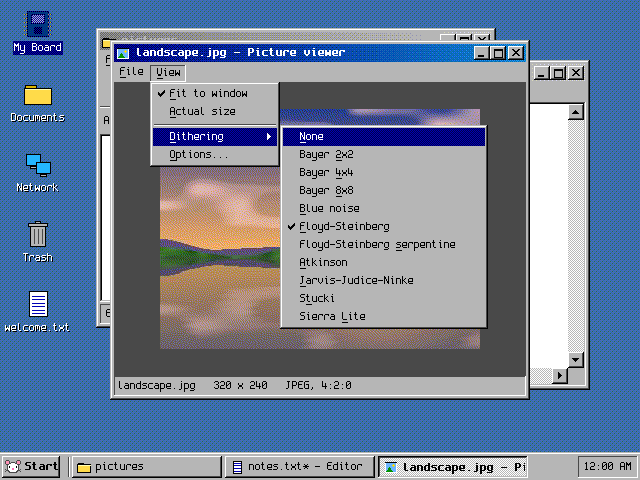 My Board
Documents
Network
Trash
welcome.txt
pictures
landscape.jpg - Picture viewer
File
View
Fit to window
Actual size
Dithering
Options...
None
Bayer 2x2
Bayer 4x4
Bayer 8x8
Blue noise
Floyd-Steinberg
Floyd-Steinberg serpentine
Atkinson
Jarvis-Judice-Ninke
Stucki
Sierra Lite
landscape.jpg 320 x 240 JPEG, 4:2:0
Start
pictures
notes.txt* - Editor
landscape.jpg - Pi
12:00 AM